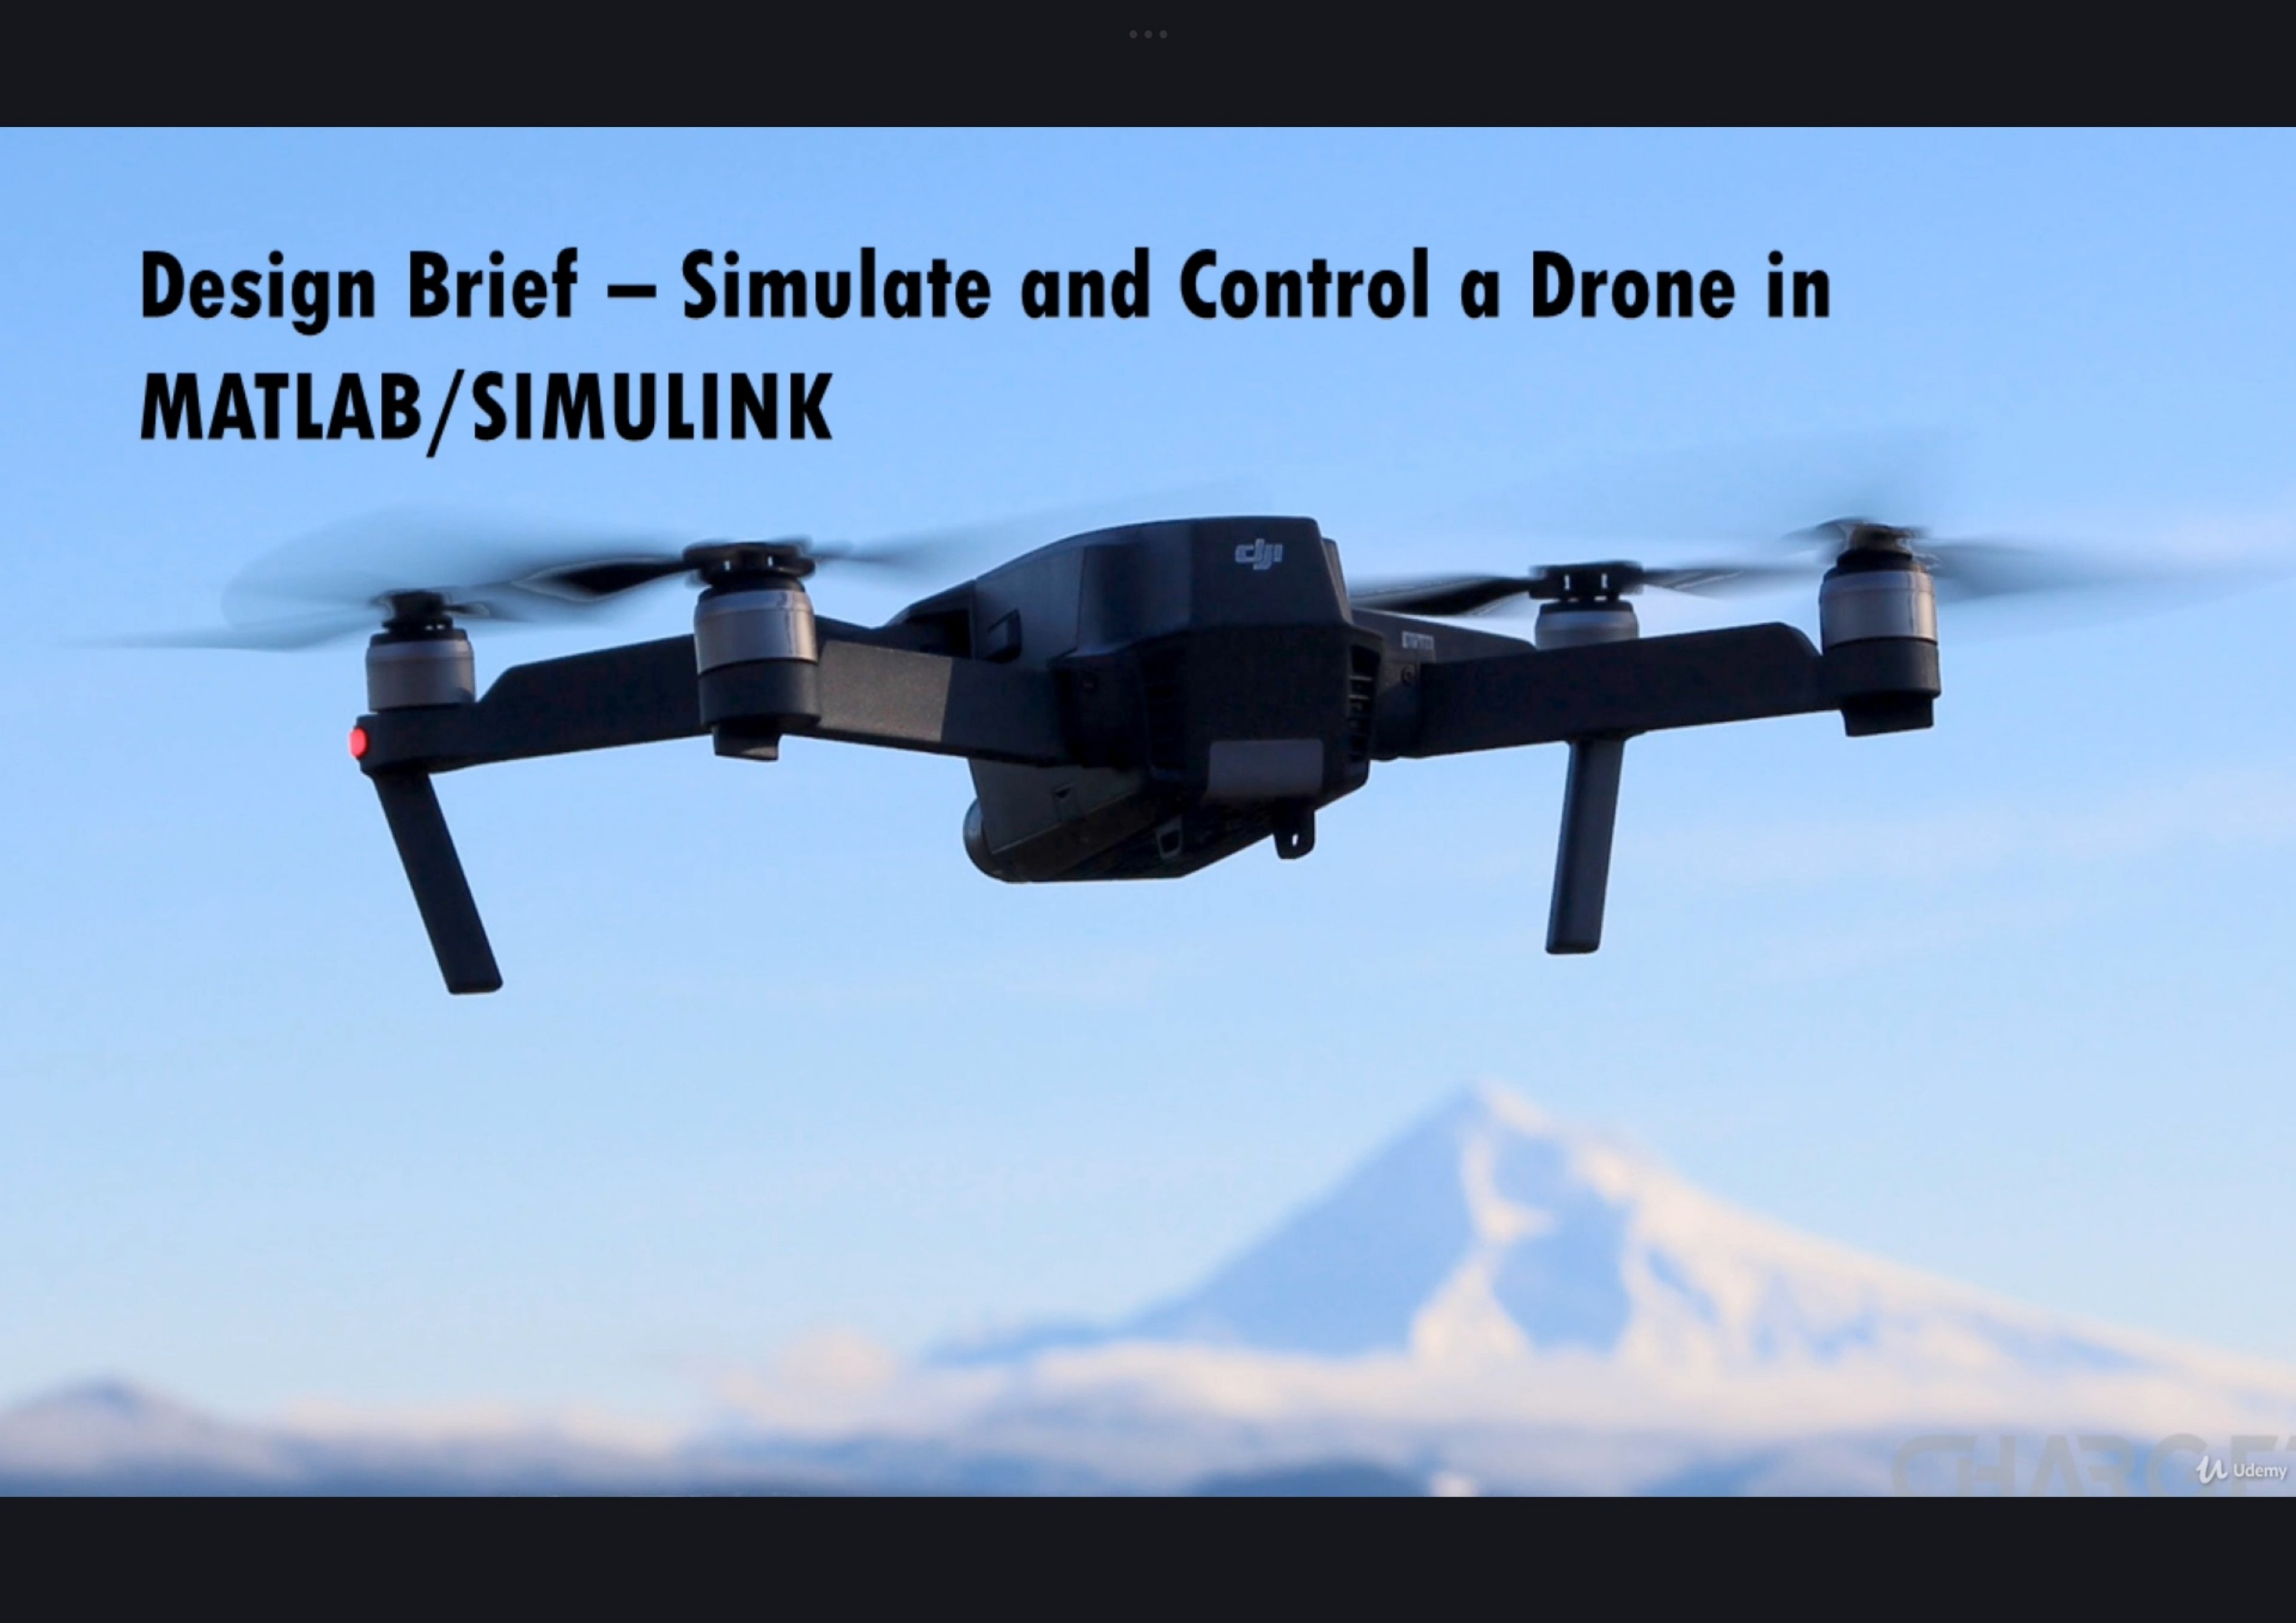 Design Brief – Simulate and Control a Drone in
MATLAB/SIMULINK
dji
Udemy